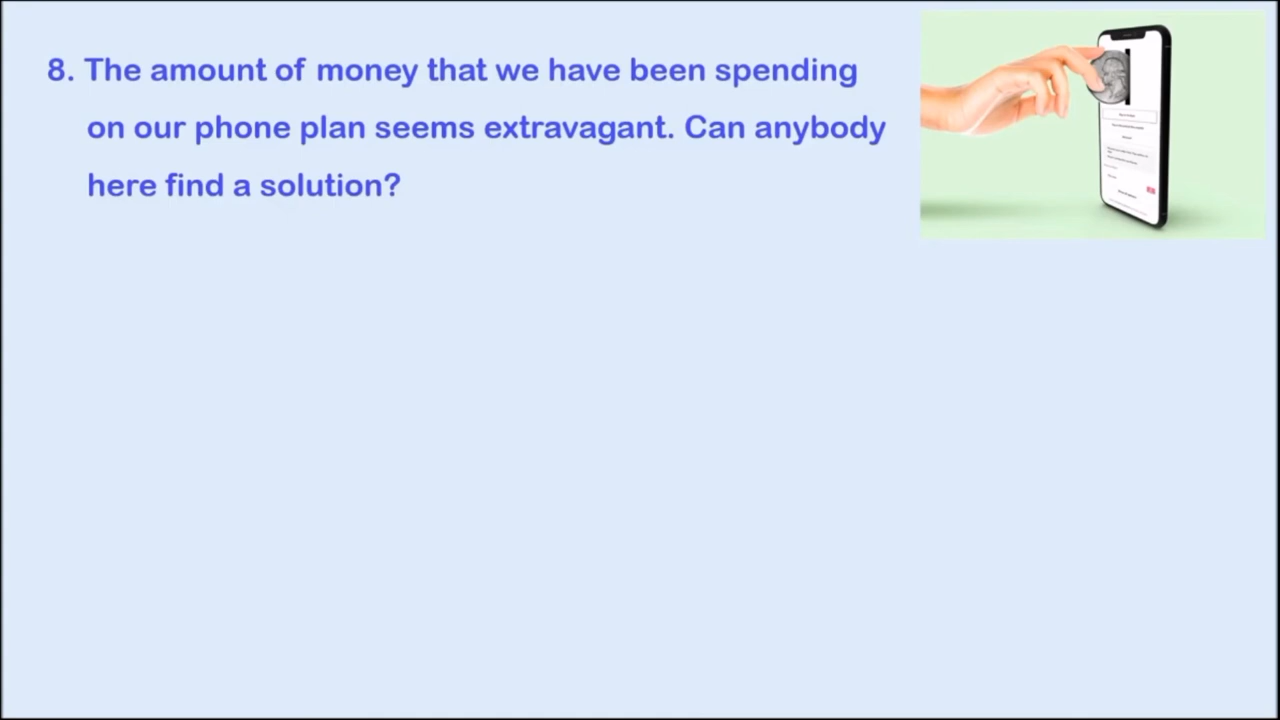 8. The amount of money that we have been spending
on our phone plan seems extravagant. Can anybody
here find a solution?